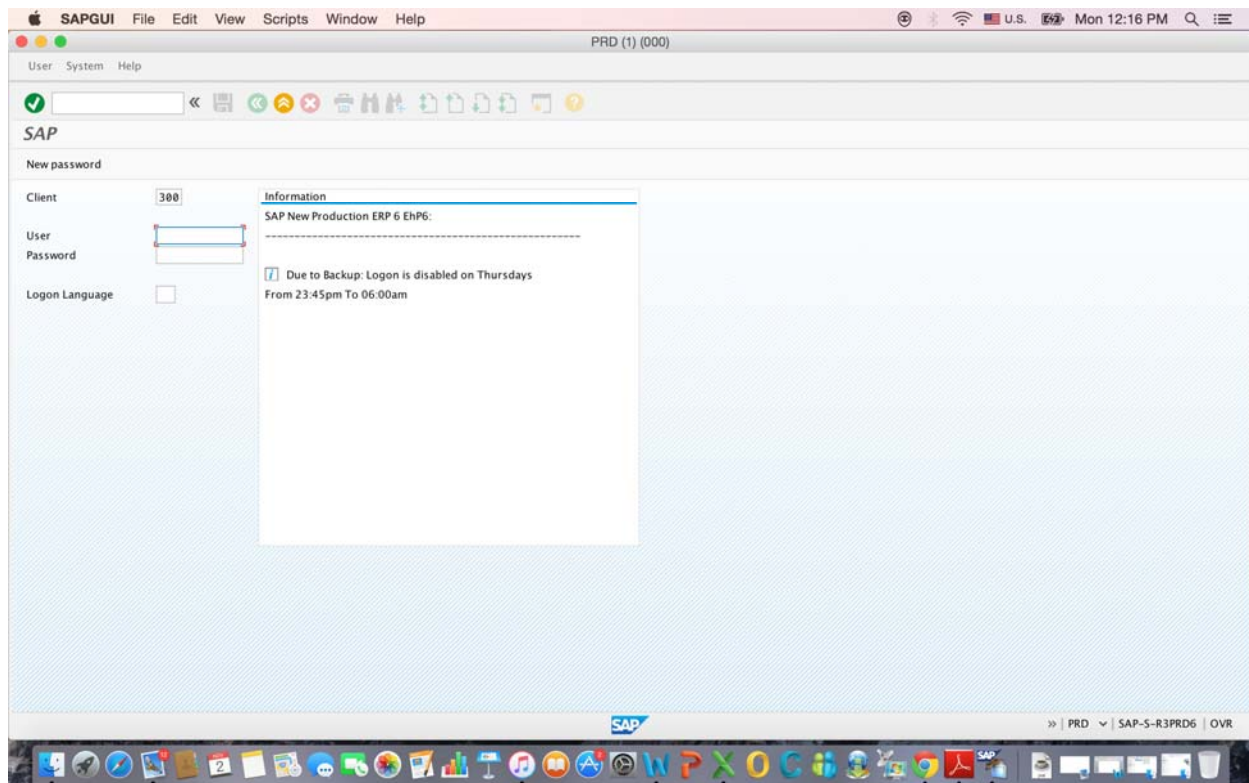 SAPGUI File Edit View Scripts Window Help U.S. Mon 12:16 PM
PRD (1) (000)
User System Help
SAP
New password
Client 300
User
Password
Logon Language
Information
SAP New Production ERP 6 EhP6:
------------------------------------------------------
i Due to Backup: Logon is disabled on Thursdays
From 23:45pm To 06:00am
SAP
» | PRD | SAP-S-R3PRD6 | OVR
2 W P X O C SAP